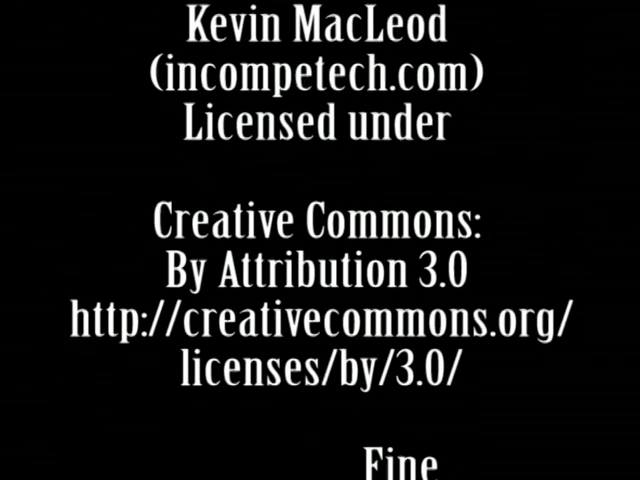 Kevin MacLeod
(incompetech.com)
Licensed under
Creative Commons:
By Attribution 3.0
http://creativecommons.org/
licenses/by/3.0/
Fine